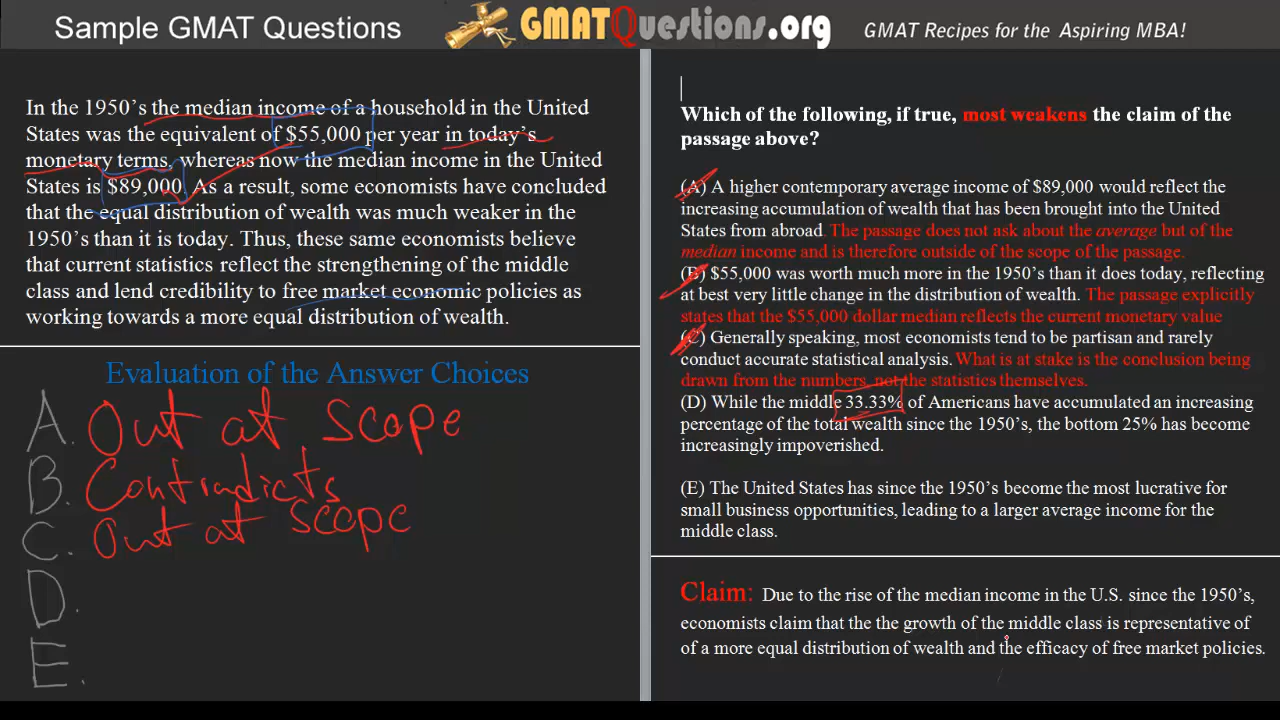 Sample GMAT Questions
GMATQuestions.org
GMAT Recipes for the Aspiring MBA!
In the 1950's the median income of a household in the United
States was the equivalent of $55,000 per year in today's
monetary terms, whereas now the median income in the United
States is $89,000. As a result, some economists have concluded
that the equal distribution of wealth was much weaker in the
1950's than it is today. Thus, these same economists believe
that current statistics reflect the strengthening of the middle
class and lend credibility to free market economic policies as
working towards a more equal distribution of wealth.
Evaluation of the Answer Choices
A. Out at scope
B. Contradicts
C. Out at scope
D.
E.
Which of the following, if true, most weakens the claim of the
passage above?
(A) A higher contemporary average income of $89,000 would reflect the
increasing accumulation of wealth that has been brought into the United
States from abroad. The passage does not ask about the average but of the
median income and is therefore outside of the scope of the passage.
(B) $55,000 was worth much more in the 1950's than it does today, reflecting
at best very little change in the distribution of wealth. The passage explicitly
states that the $55,000 dollar median reflects the current monetary value
(C) Generally speaking, most economists tend to be partisan and rarely
conduct accurate statistical analysis. What is at stake is the conclusion being
drawn from the numbers, not the statistics themselves.
(D) While the middle 33.33% of Americans have accumulated an increasing
percentage of the total wealth since the 1950's, the bottom 25% has become
increasingly impoverished.
(E) The United States has since the 1950's become the most lucrative for
small business opportunities, leading to a larger average income for the
middle class.
Claim: Due to the rise of the median income in the U.S. since the 1950's,
economists claim that the the growth of the middle class is representative of
of a more equal distribution of wealth and the efficacy of free market policies.